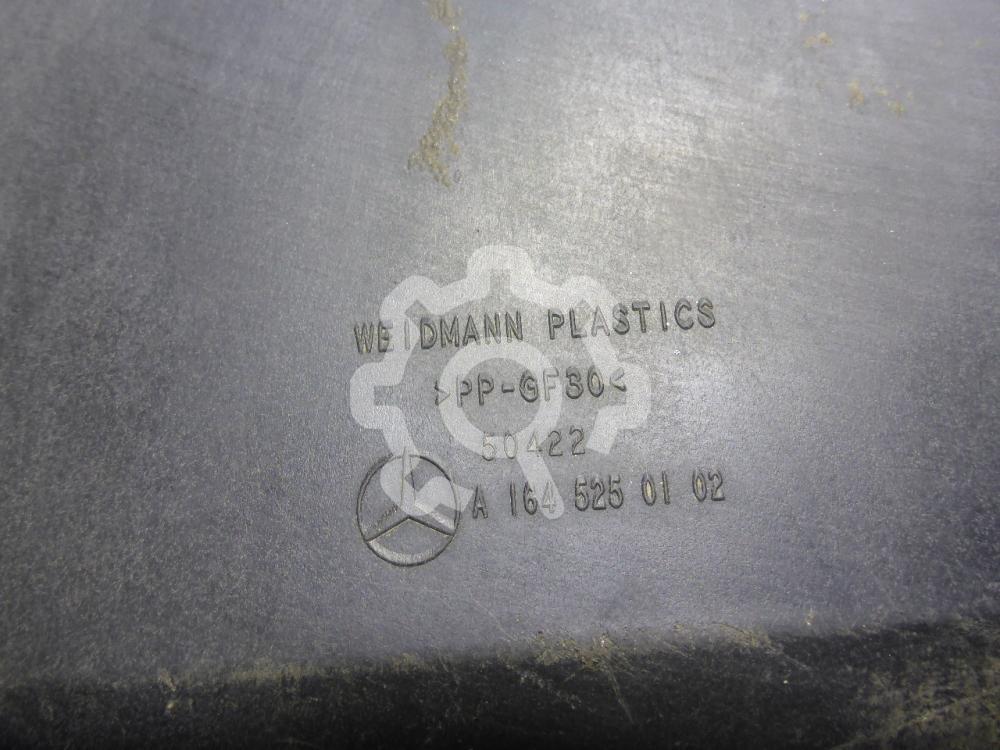 WEIDMANN PLASTICS
>PP-GF30<
50422
A 164 525 01 02